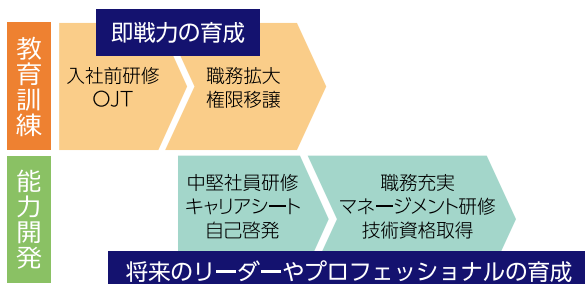 即戦力の育成
教育訓練
入社前研修
OJT
職務拡大
権限移譲
能力開発
中堅社員研修
キャリアシート
自己啓発
職務充実
マネージメント研修
技術資格取得
将来のリーダーやプロフェッショナルの育成